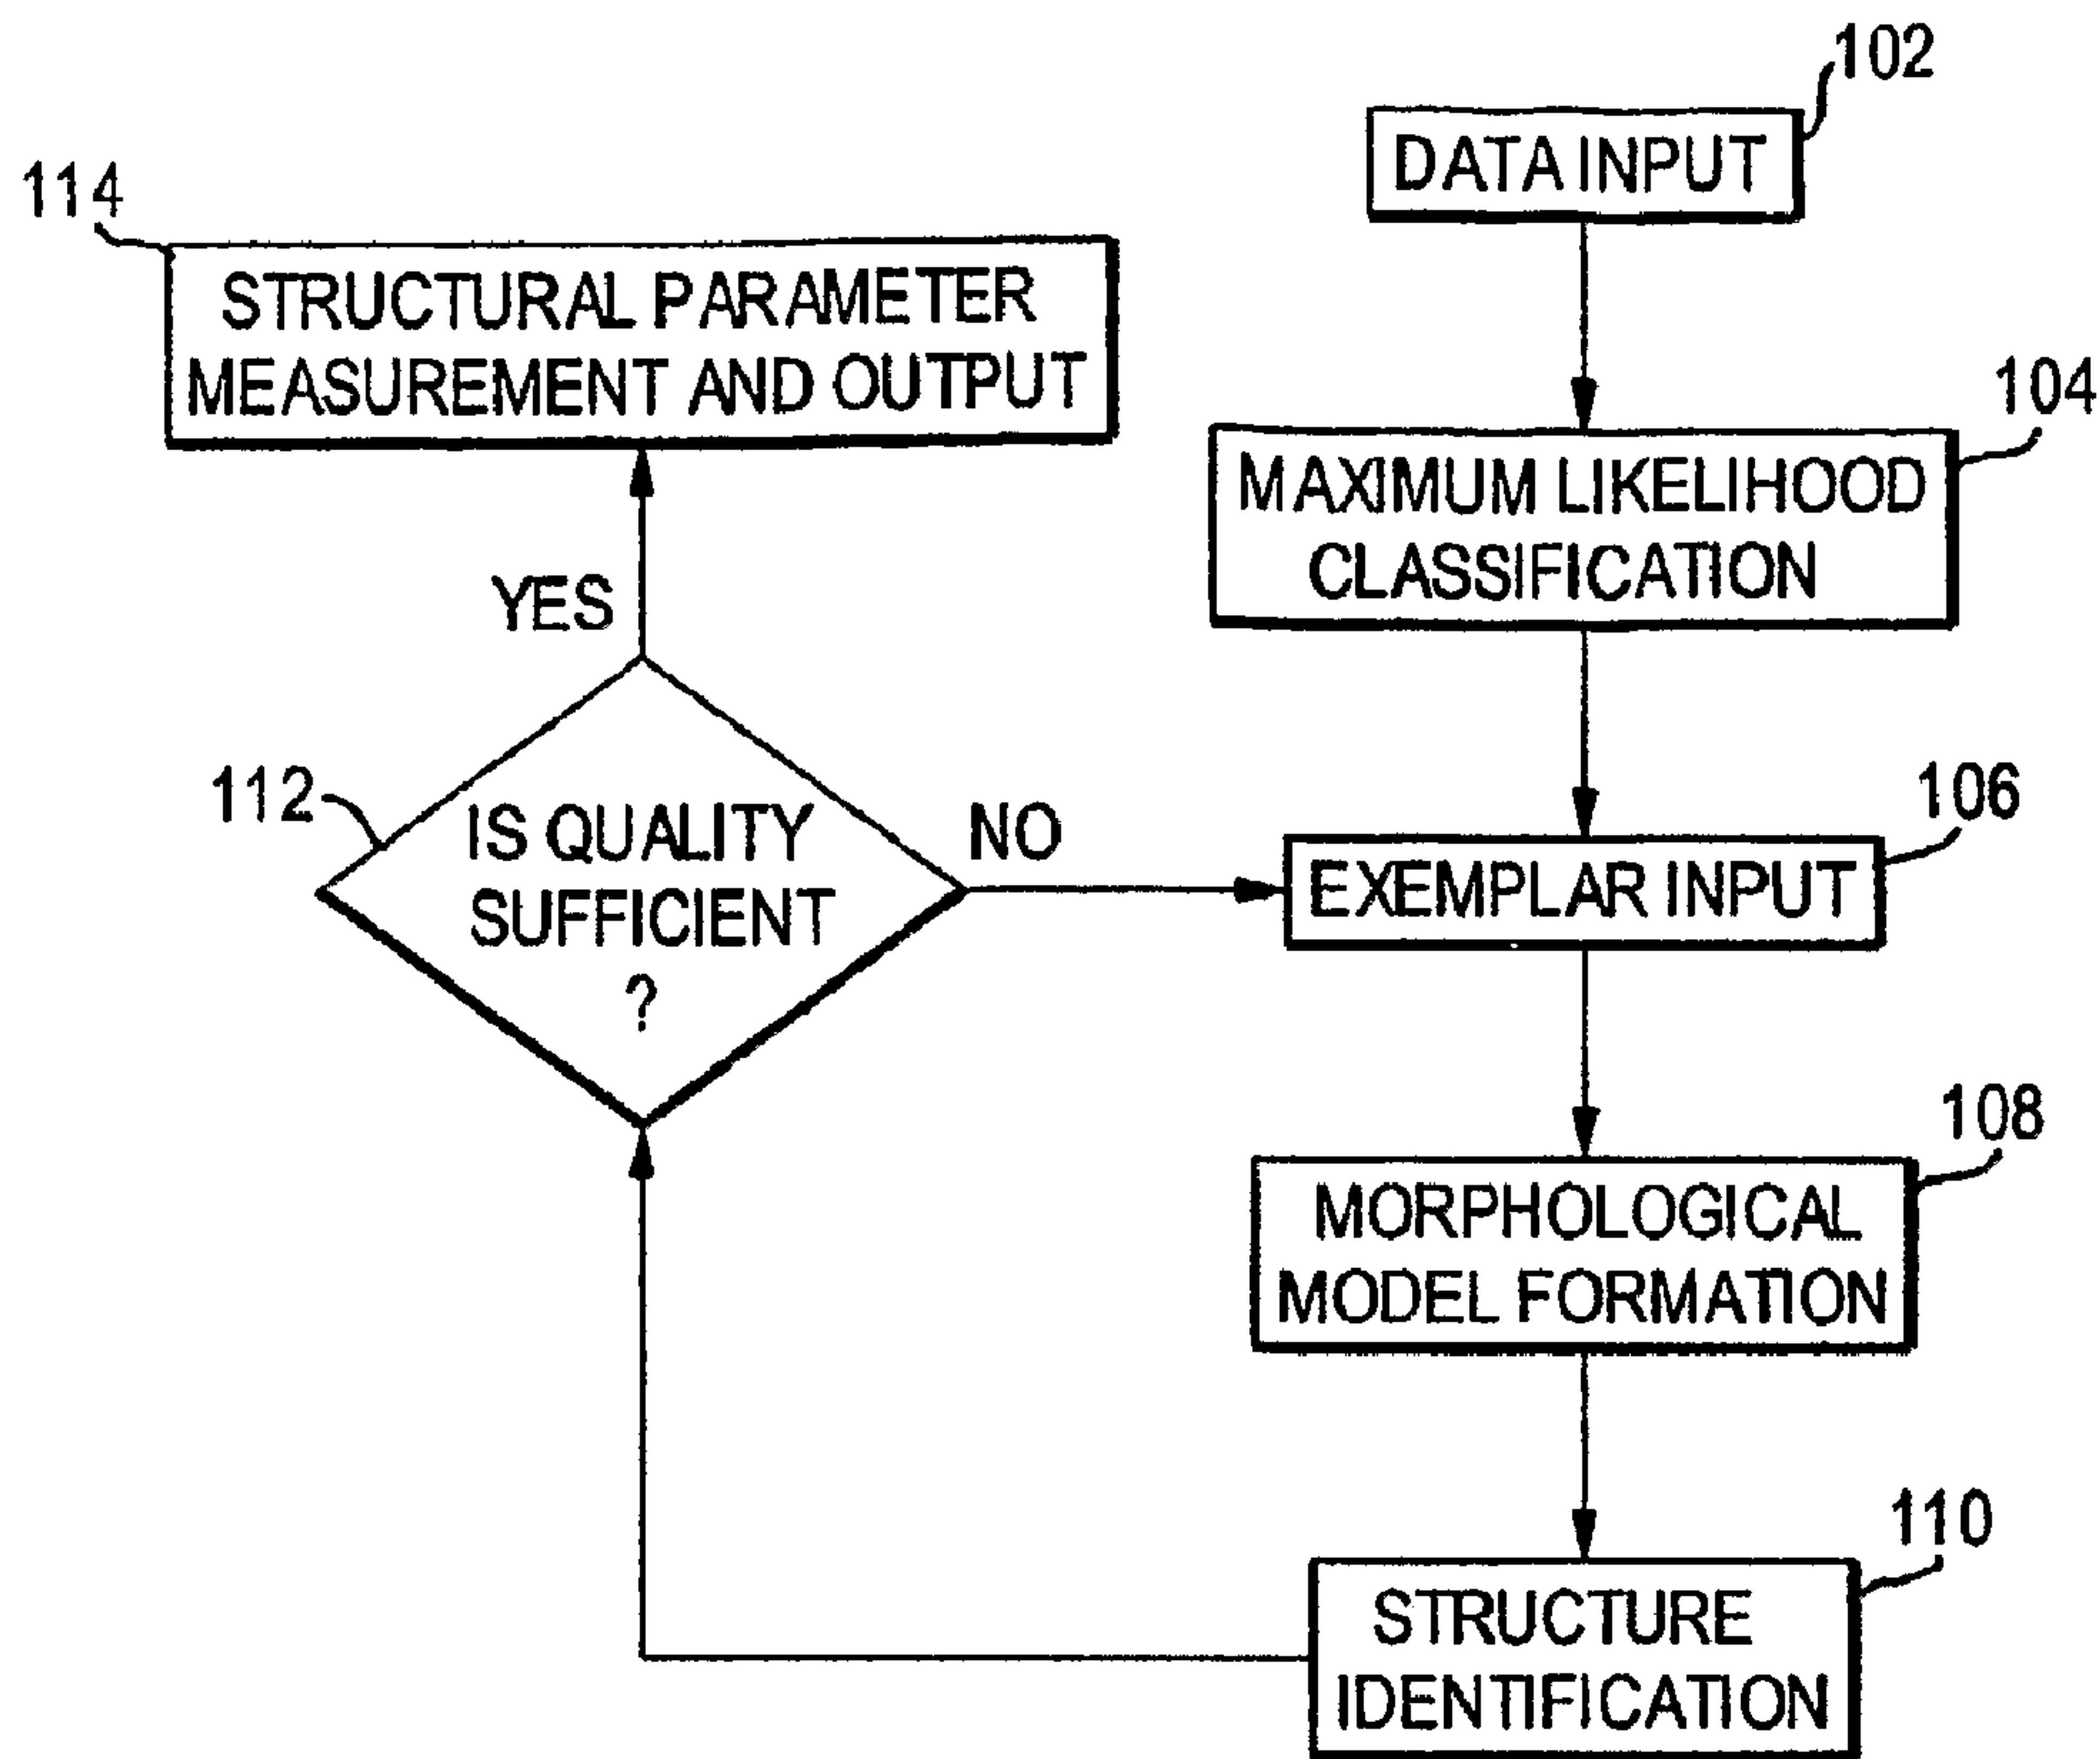 102
DATA INPUT
104
MAXIMUM LIKELIHOOD
CLASSIFICATION
106
EXEMPLAR INPUT
108
MORPHOLOGICAL
MODEL FORMATION
110
STRUCTURE
IDENTIFICATION
112
IS QUALITY
SUFFICIENT
?
NO
YES
114
STRUCTURAL PARAMETER
MEASUREMENT AND OUTPUT